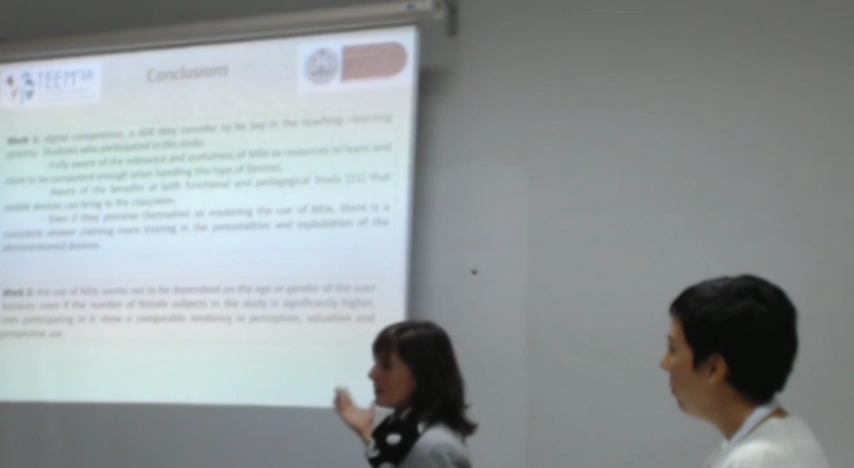 TEEM'16
Conclusions
Block 1: digital competence, a skill they consider to be key in the teaching-learning
process. Students who participated in this study:
Fully aware of the relevance and usefulness of MDs as resources to learn and
claim to be competent enough when handling this type of devices.
Aware of the benefits at both functional and pedagogical levels [11] that
mobile devices can bring to the classroom.
Even if they perceive themselves as mastering the use of MDs, there is a
consistent answer claiming more training in the potentialities and exploitation of the
aforementioned devices.
Block 2: the use of MDs seems not to be dependent on the age or gender of the user
because, even if the number of female subjects in the study is significantly higher,
men participating in it show a comparable tendency in perception, valuation and
prospective use.